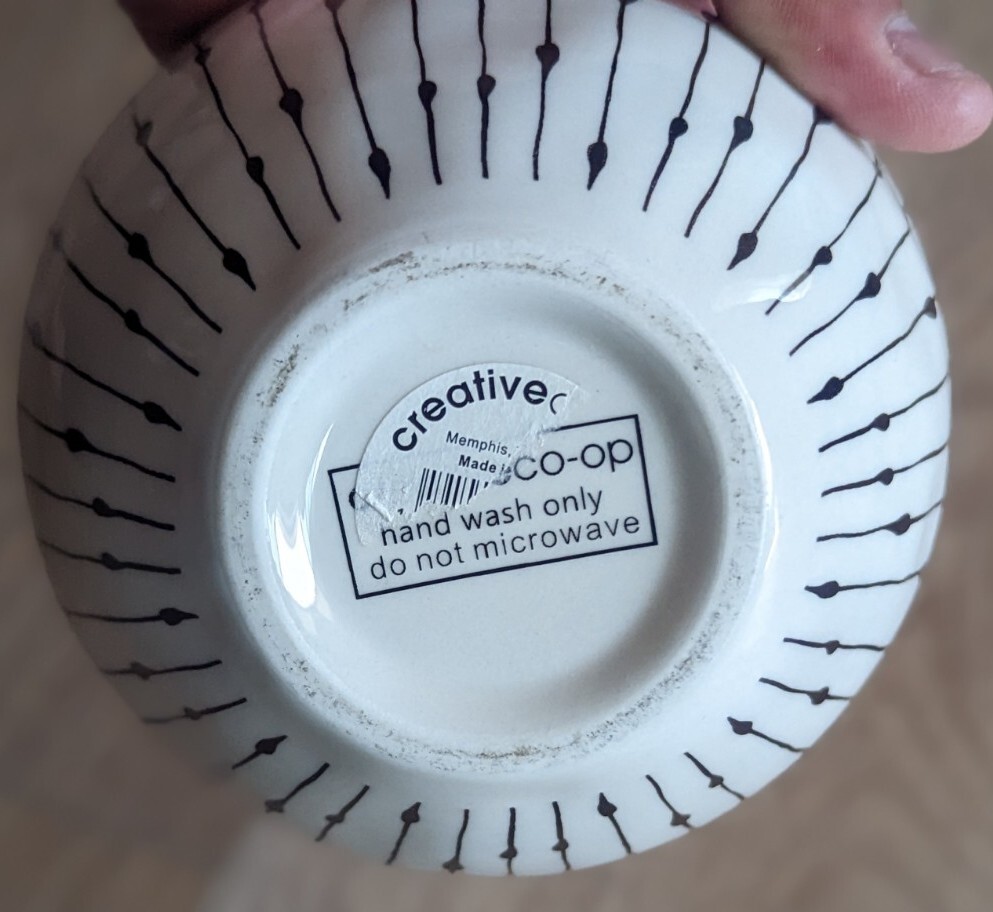 creative
Memphis,
Made
co-op
hand wash only
do not microwave